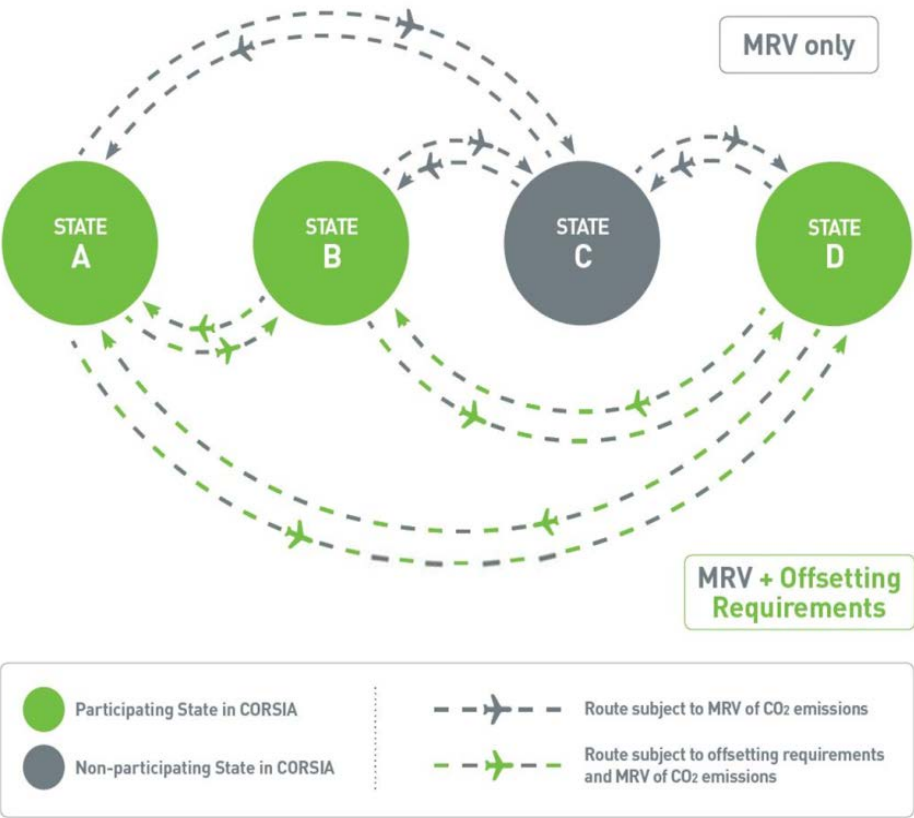 MRV only
STATE
A
STATE
B
STATE
C
STATE
D
MRV + Offsetting
Requirements
Participating State in CORSIA
Non-participating State in CORSIA
Route subject to MRV of CO2 emissions
Route subject to offsetting requirements
and MRV of CO2 emissions